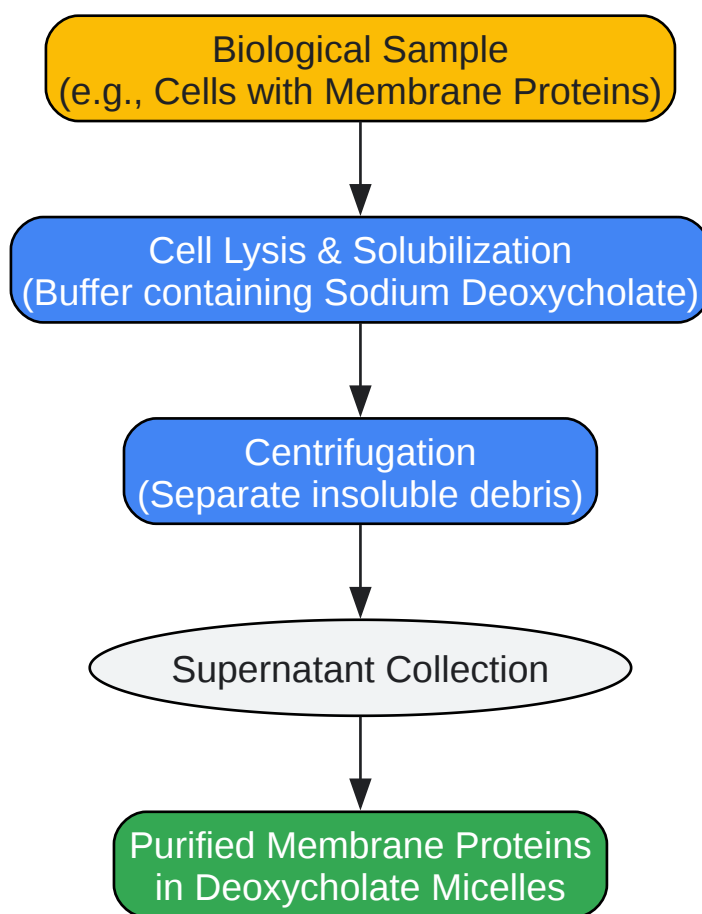 Biological Sample
(e.g., Cells with Membrane Proteins)
Cell Lysis & Solubilization
(Buffer containing Sodium Deoxycholate)
Centrifugation
(Separate insoluble debris)
Supernatant Collection
Purified Membrane Proteins
in Deoxycholate Micelles